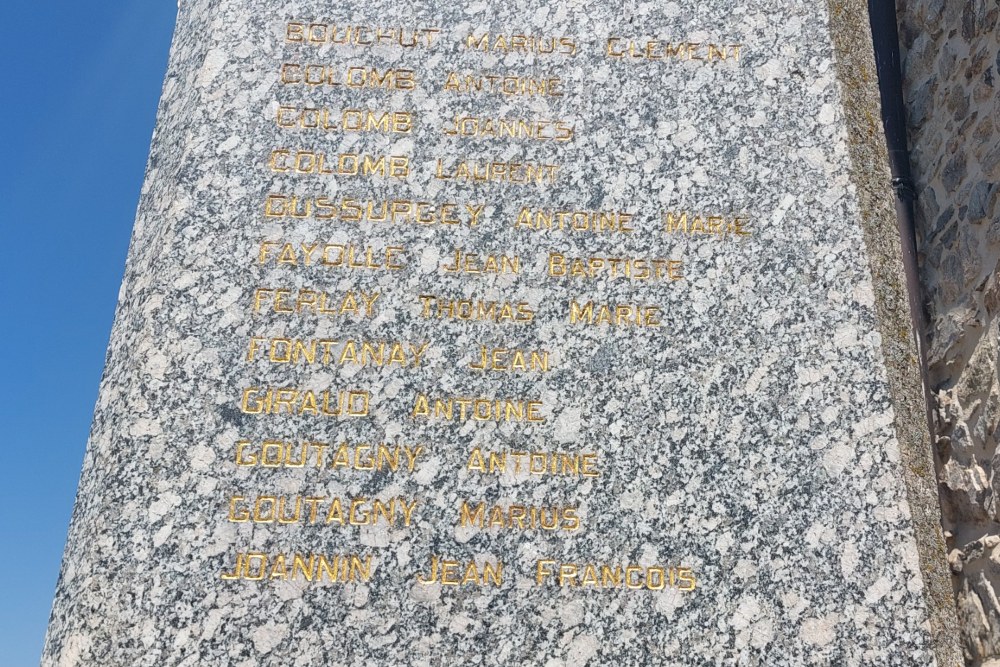 BOUCHUT MARIUS CLEMENT
COLOMB ANTOINE
COLOMB JOANNES
COLOMB LAURENT
DUSSURGEY ANTOINE MARIE
FAYOLLE JEAN BAPTISTE
FERLAY THOMAS MARIE
FONTANAY JEAN
GIRAUD ANTOINE
GOUTAGNY ANTOINE
GOUTAGNY MARIUS
JOANNIN JEAN FRANCOIS